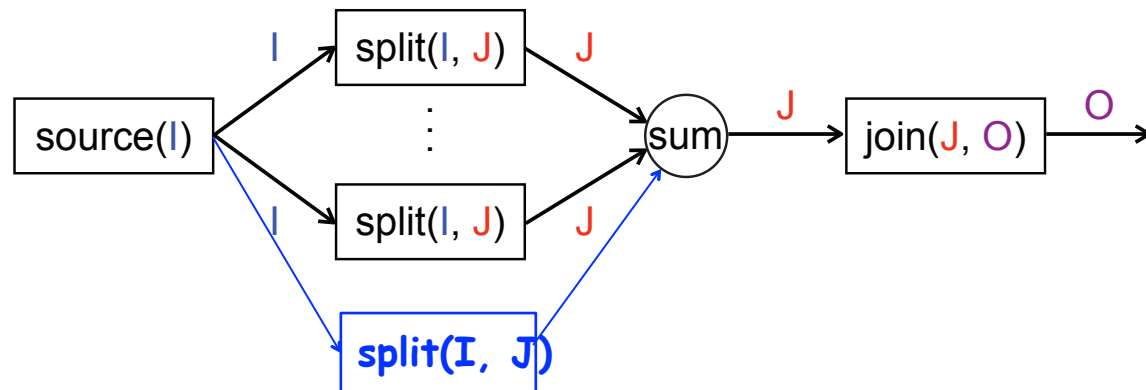 I
split(I, J)
J
source(I)
⋮
sum
J
join(J, O)
O
I
split(I, J)
J
split(I, J)